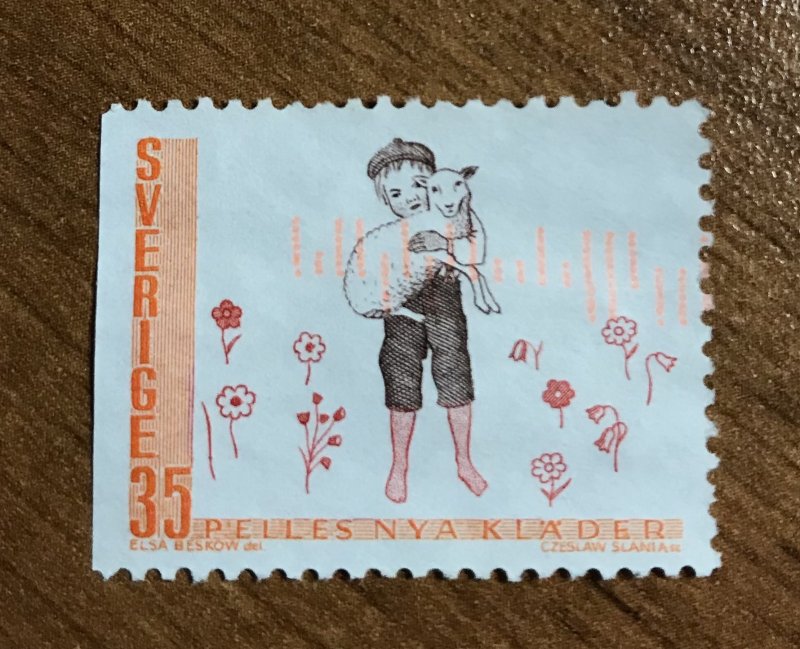 SVERIGE
35
PELLES NYA KLÄDER
ELSA BESKOW del.
CZESLAW SLANIA sc